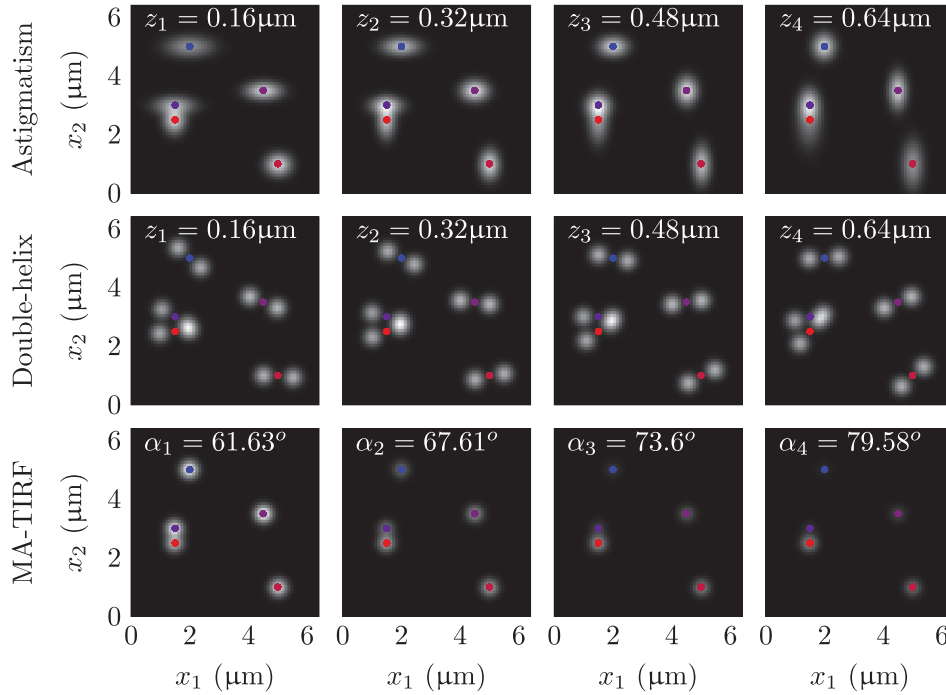 Astigmatism
x₂ (μm)
6
4
2
0
z₁ = 0.16μm
z₂ = 0.32μm
z₃ = 0.48μm
z₄ = 0.64μm
Double-helix
x₂ (μm)
6
4
2
0
z₁ = 0.16μm
z₂ = 0.32μm
z₃ = 0.48μm
z₄ = 0.64μm
MA-TIRF
x₂ (μm)
6
4
2
0
α₁ = 61.63°
α₂ = 67.61°
α₃ = 73.6°
α₄ = 79.58°
0 2 4 6
0 2 4 6
0 2 4 6
0 2 4 6
x₁ (μm)
x₁ (μm)
x₁ (μm)
x₁ (μm)